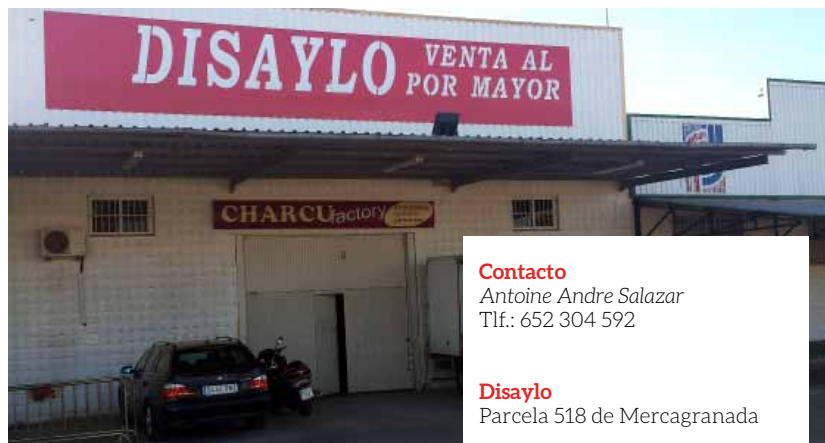 DISAYLO VENTA AL
POR MAYOR
CHARCUfactory
Contacto
Antoine Andre Salazar
Tlf.: 652 304 592
Disaylo
Parcela 518 de Mercagranada